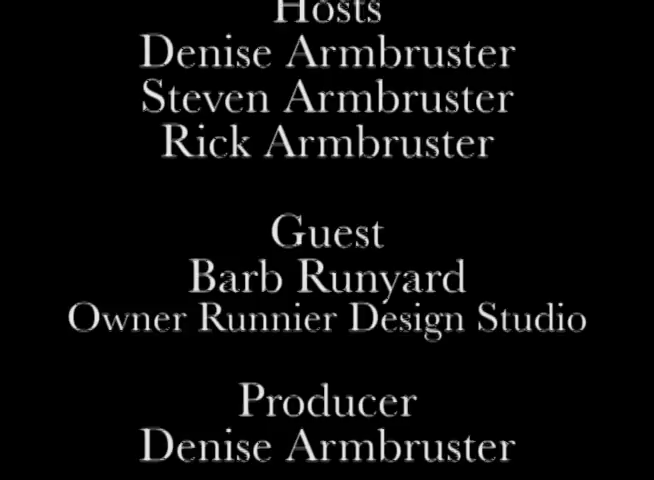 Hosts
Denise Armbruster
Steven Armbruster
Rick Armbruster
Guest
Barb Runyard
Owner Runnier Design Studio
Producer
Denise Armbruster